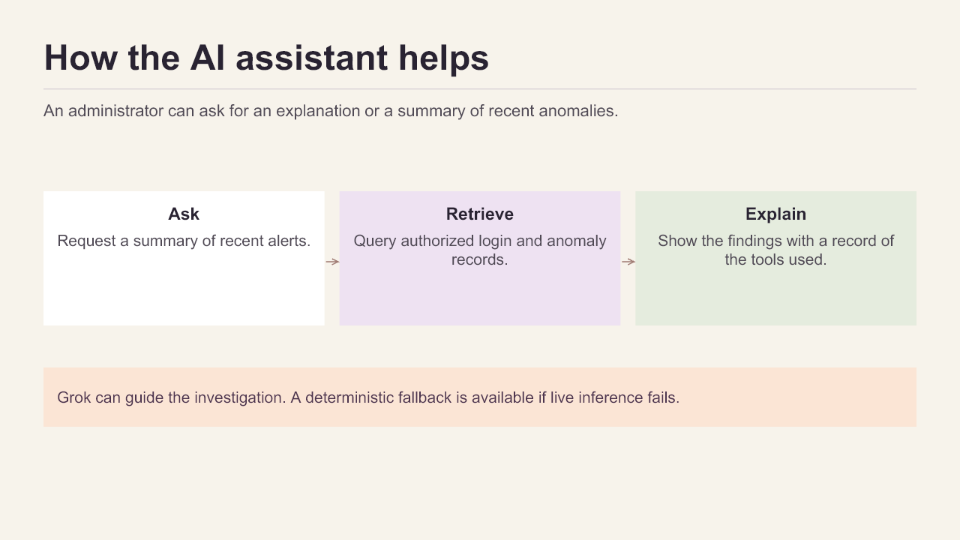 How the AI assistant helps
An administrator can ask for an explanation or a summary of recent anomalies.
Ask
Request a summary of recent alerts.
Retrieve
Query authorized login and anomaly
records.
Explain
Show the findings with a record of
the tools used.
Grok can guide the investigation. A deterministic fallback is available if live inference fails.